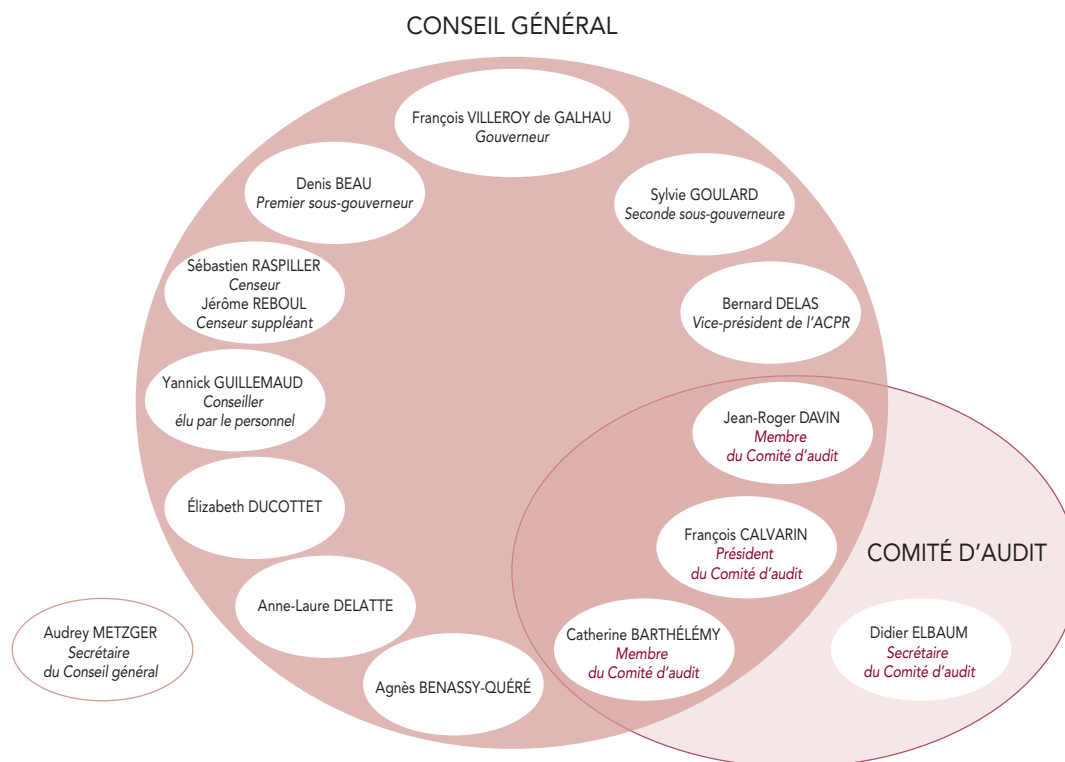 CONSEIL GÉNÉRAL
François VILLEROY de GALHAU
Gouverneur
Denis BEAU
Premier sous-gouverneur
Sylvie GOULARD
Seconde sous-gouverneure
Sébastien RASPILLER
Censeur
Jérôme REBOUL
Censeur suppléant
Bernard DELAS
Vice-président de l'ACPR
Yannick GUILLEMAUD
Conseiller
élu par le personnel
Jean-Roger DAVIN
Membre
du Comité d'audit
Élizabeth DUCOTTET
François CALVARIN
Président
du Comité d'audit
COMITÉ D'AUDIT
Anne-Laure DELATTE
Audrey METZGER
Secrétaire
du Conseil général
Catherine BARTHÉLÉMY
Membre
du Comité d'audit
Didier ELBAUM
Secrétaire
du Comité d'audit
Agnès BENASSY-QUÉRÉ